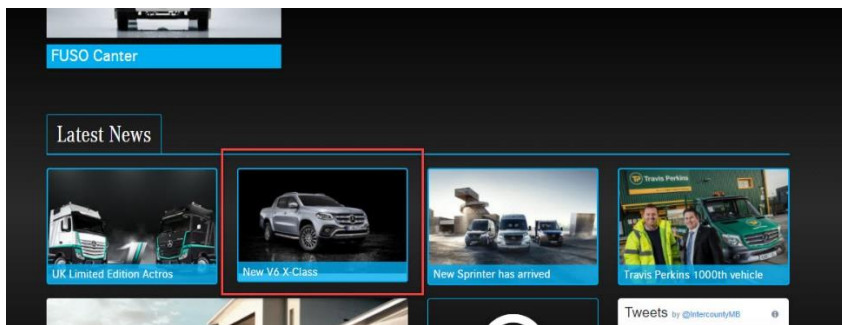 FUSO Canter
Latest News
UK Limited Edition Actros
New V6 X-Class
New Sprinter has arrived
Travis Perkins
Travis Perkins 1000th vehicle
Tweets by @IntercountyMB